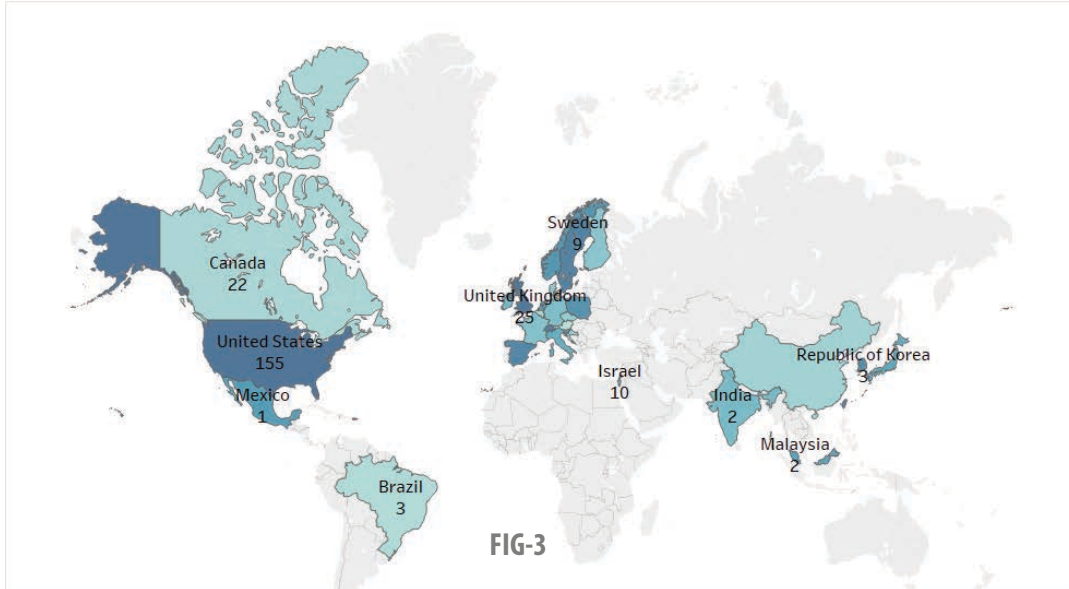 Sweden
9
Canada
22
United Kingdom
25
United States
155
Republic of Korea
3
Israel
10
Mexico
1
India
2
Malaysia
2
Brazil
3
FIG-3